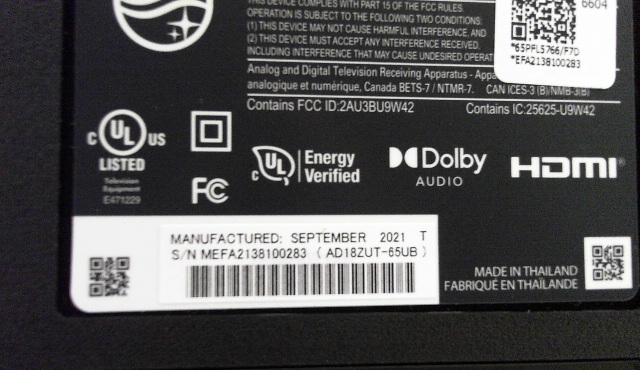 THIS DEVICE COMPLIES WITH PART 15 OF THE FCC RULES
OPERATION IS SUBJECT TO THE FOLLOWING TWO CONDITIONS:
(1) THIS DEVICE MAY NOT CAUSE HARMFUL INTERFERENCE, AND
(2) THIS DEVICE MUST ACCEPT ANY INTERFERENCE RECEIVED,
INCLUDING INTERFERENCE THAT MAY CAUSE UNDESIRED
6604
*65PFL5766/F7D
*EFA2138100283
Analog and Digital Television Receiving Apparatus -
analogique et numérique, Canada BETS-7 / NTMR-7. CAN ICES-3 (B)/NMB-3(B)
Contains FCC ID:2AU3BU9W42 Contains IC:25625-U9W42
C UL US
LISTED
Television
Equipment
E471229
FC
C UL
Energy
Verified
Dolby
AUDIO
HDMI
MANUFACTURED: SEPTEMBER 2021 T
S/N MEFA2138100283 ( AD18ZUT-65UB )
MADE IN THAILAND
FABRIQUÉ EN THAÏLANDE